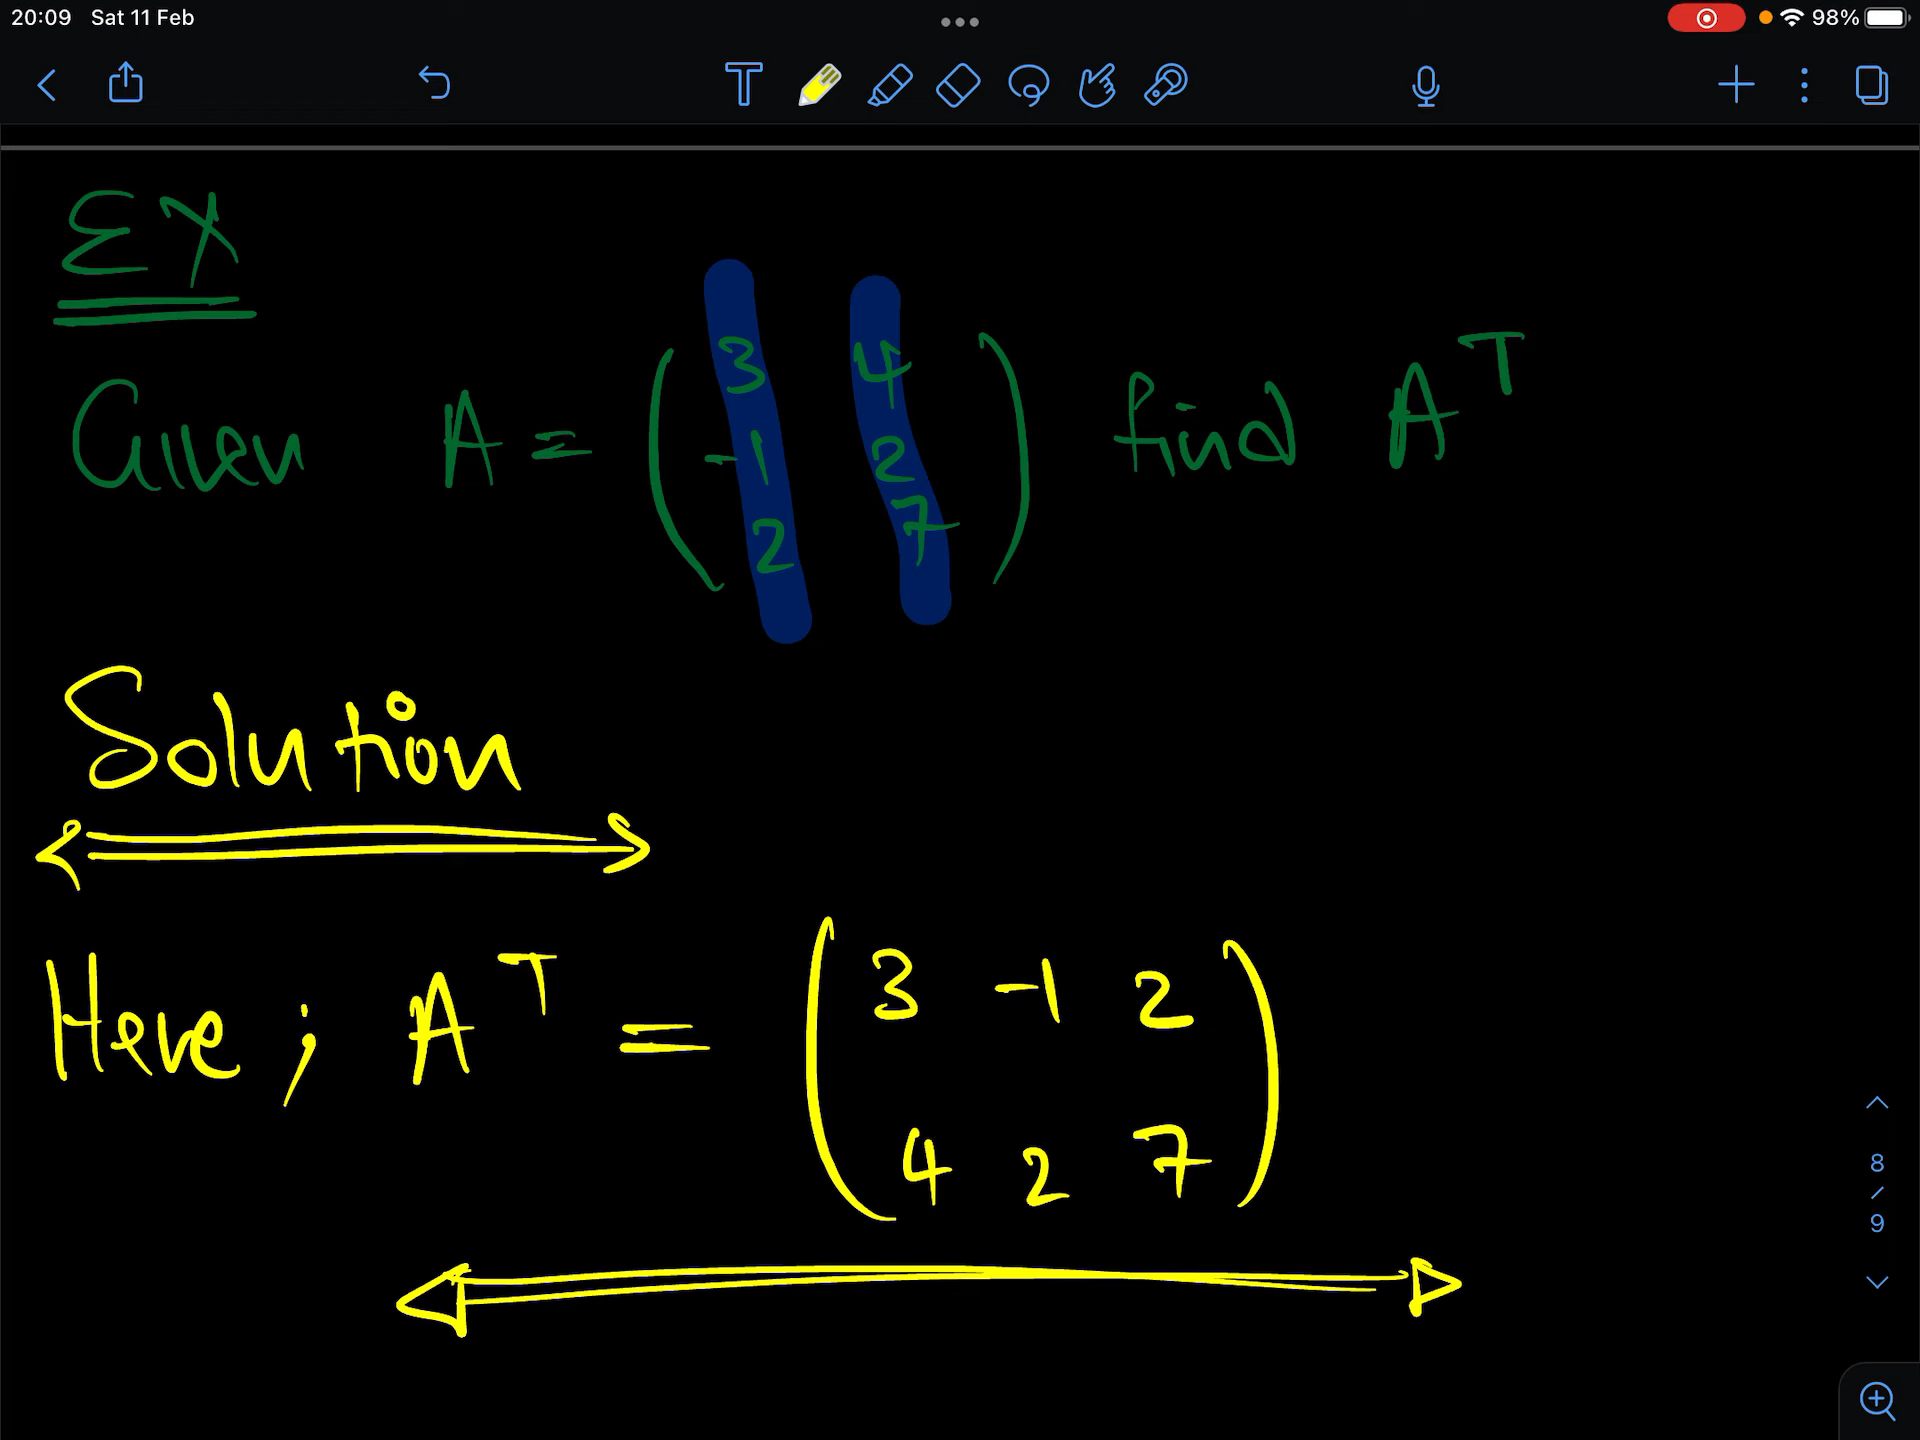 20:09 Sat 11 Feb
98%
EX
Given A = ( 3 4
-1 2
2 7 ) find A^T
Solution
Here ; A^T = ( 3 -1 2
4 2 7 )
8
/
9